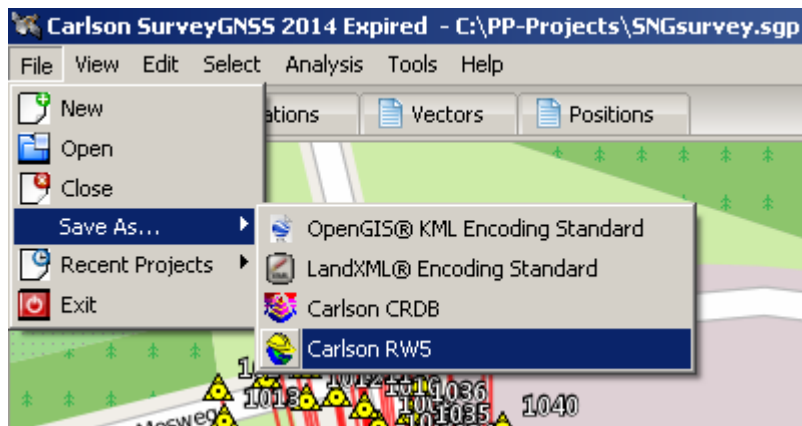 Carlson SurveyGNSS 2014 Expired - C:\PP-Projects\SNGsurvey.sgp
File View Edit Select Analysis Tools Help
ations Vectors Positions
New
Open
Close
Save As...
Recent Projects
Exit
OpenGIS® KML Encoding Standard
LandXML® Encoding Standard
Carlson CRDB
Carlson RW5
1036
1013
1035
1040